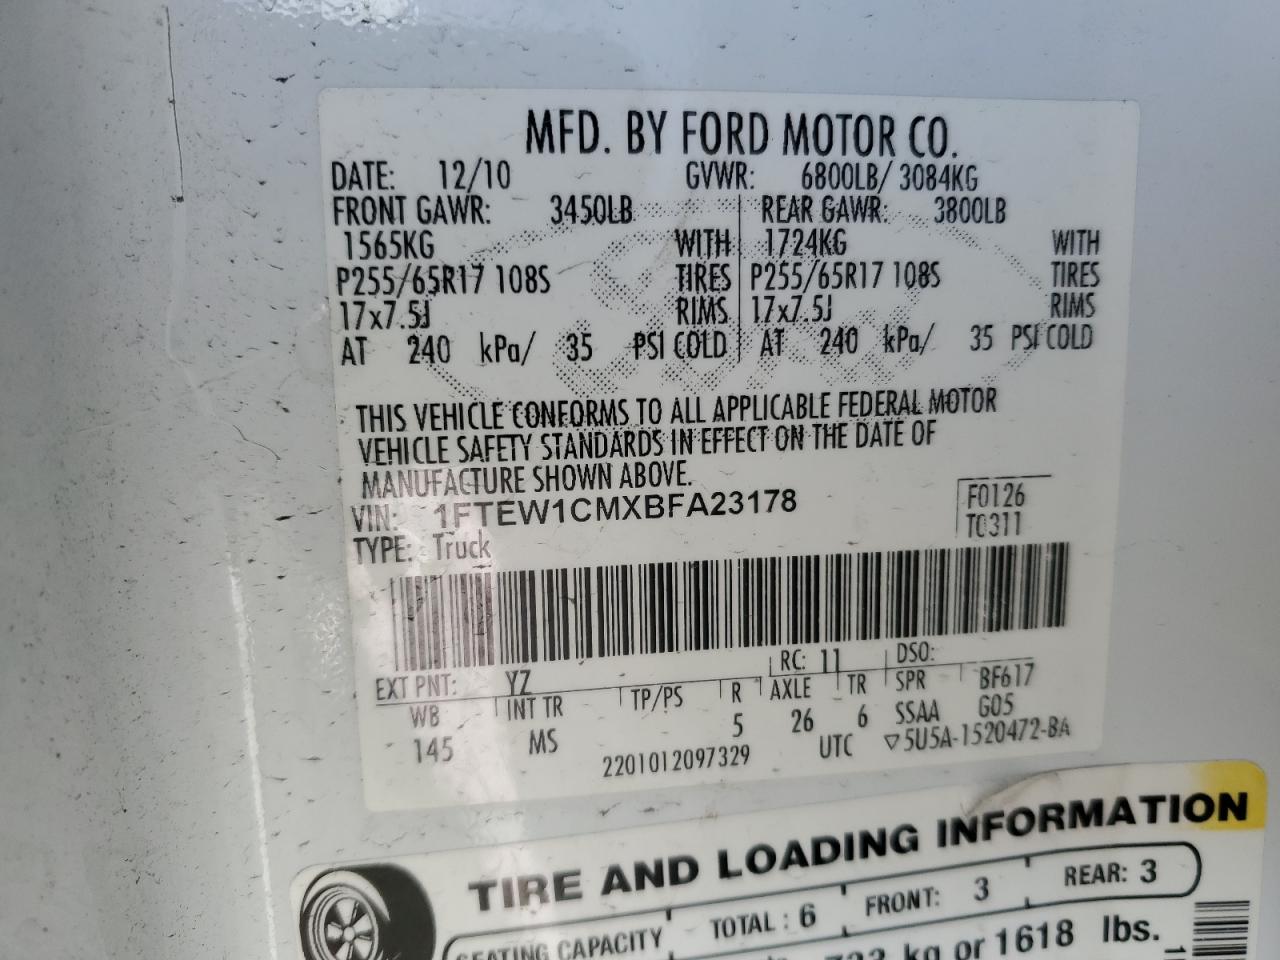 MFD. BY FORD MOTOR CO.
DATE: 12/10 GVWR: 6800LB/ 3084KG
FRONT GAWR: 3450LB REAR GAWR: 3800LB
1565KG WITH 1724KG WITH
P255/65R17 108S TIRES P255/65R17 108S TIRES
17x7.5J RIMS 17x7.5J RIMS
AT 240 kPa/ 35 PSI COLD AT 240 kPa/ 35 PSI COLD
THIS VEHICLE CONFORMS TO ALL APPLICABLE FEDERAL MOTOR
VEHICLE SAFETY STANDARDS IN EFFECT ON THE DATE OF
MANUFACTURE SHOWN ABOVE.
VIN: 1FTEW1CMXBFA23178 F0126
TYPE: Truck T0311
EXT PNT: YZ RC: 11 DSO:
WB INT TR TP/PS R AXLE TR SPR BF617
145 MS 5 26 6 SSAA G05
2201012097329 UTC ▽5U5A-1520472-BA
TIRE AND LOADING INFORMATION
SEATING CAPACITY TOTAL: 6 FRONT: 3 REAR: 3
kg or 1618 lbs.